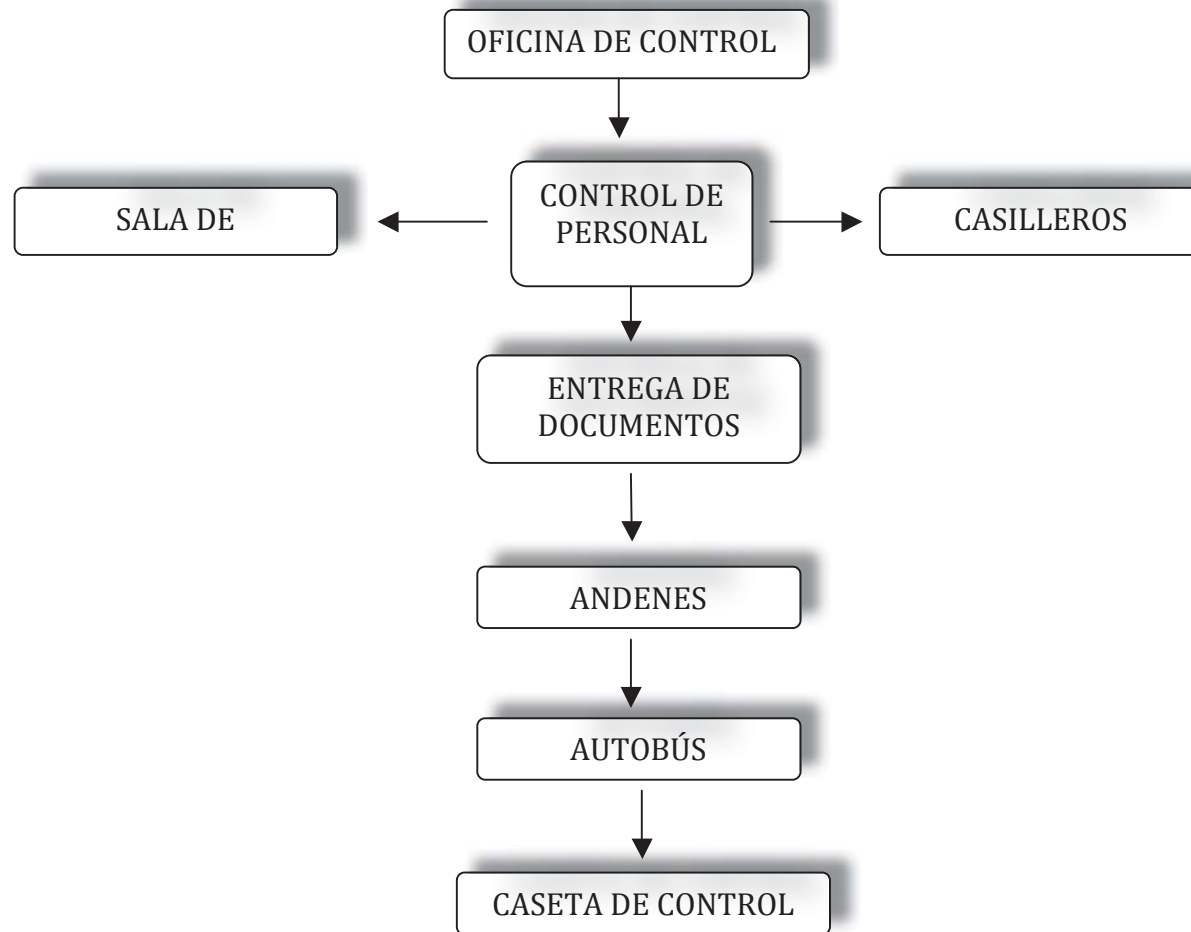 OFICINA DE CONTROL
CONTROL DE
PERSONAL
SALA DE
CASILLEROS
ENTREGA DE
DOCUMENTOS
ANDENES
AUTOBÚS
CASETA DE CONTROL